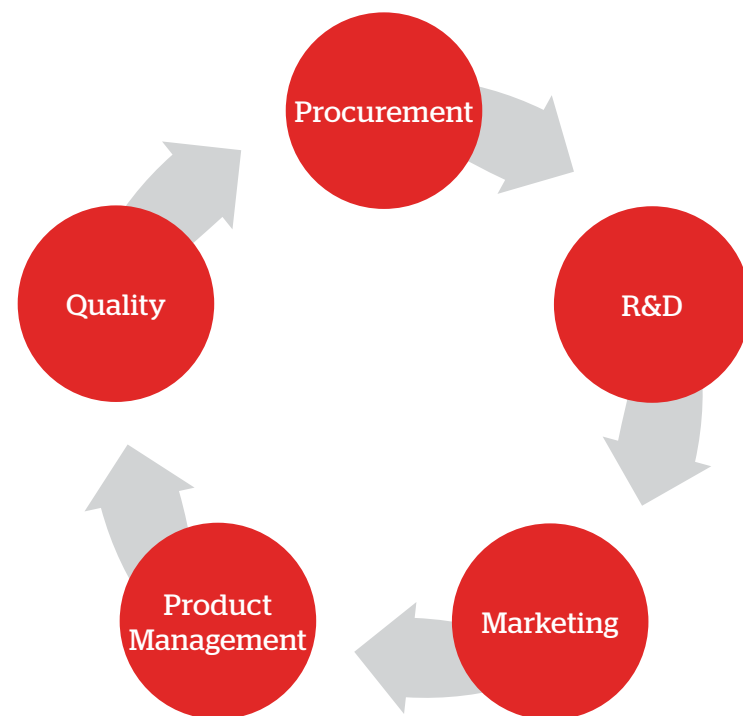 Procurement
R&D
Marketing
Product
Management
Quality